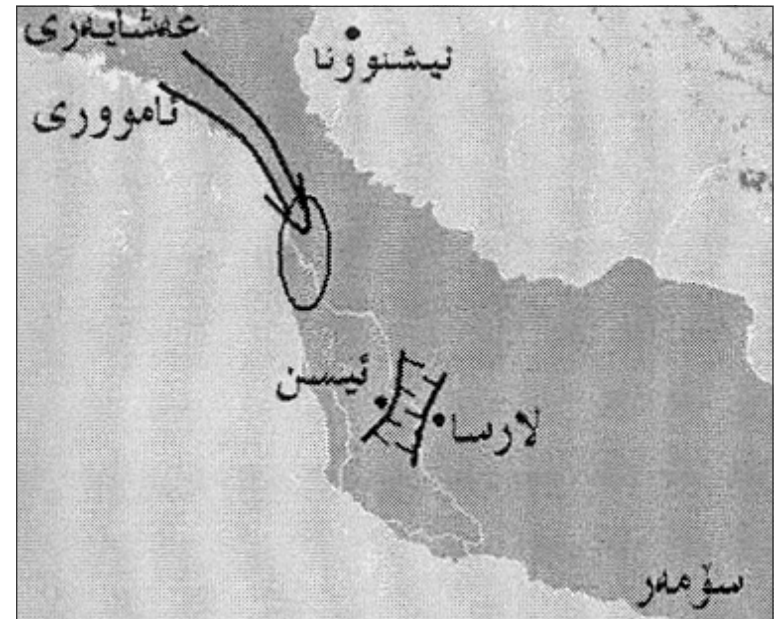 عەشایەری
ئامووری
نیشنوونا
ئیسن
لارسا
سۆمەر